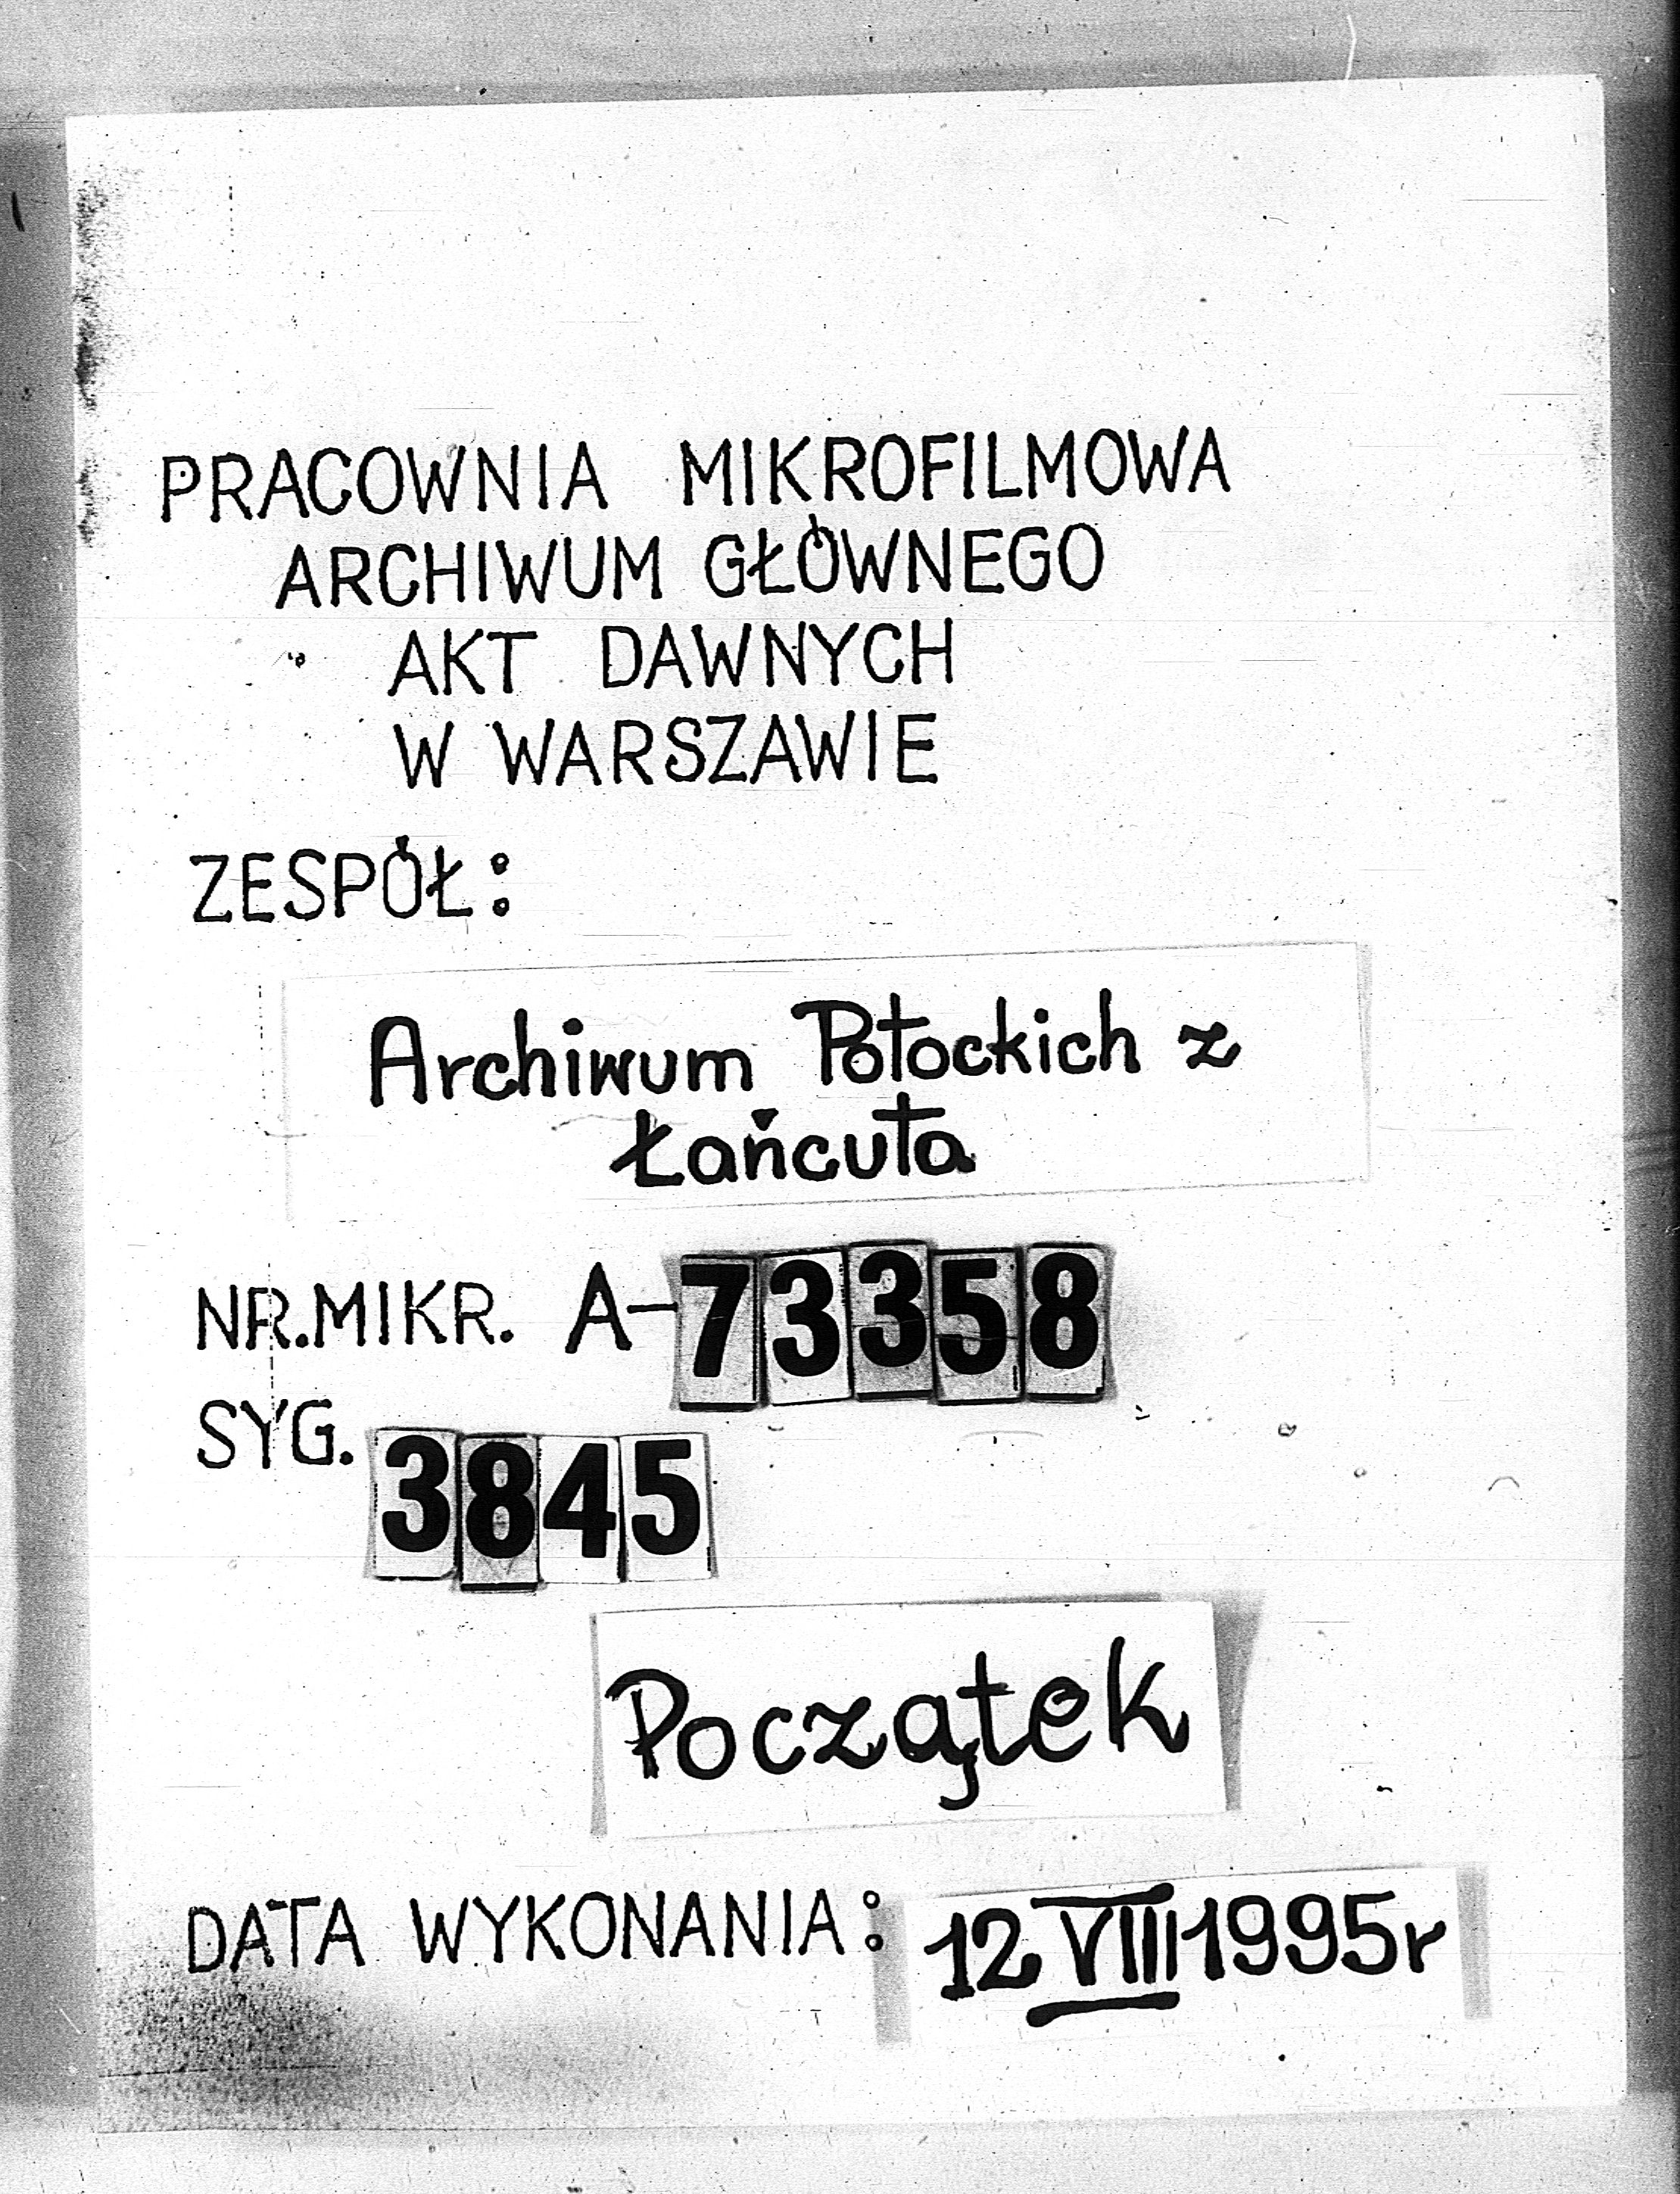 PRACOWNIA MIKROFILMOWA
ARCHIWUM GŁÓWNEGO
AKT DAWNYCH
W WARSZAWIE
ZESPÓŁ:
Archiwum Potockich z
Łańcuta
NR.MIKR. A-73358
SYG. 3845
Początek
DATA WYKONANIA: 12 VIII 1995r